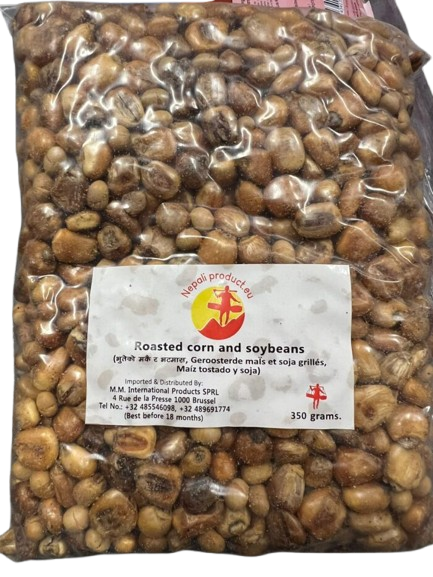 Nepali product.eu
Roasted corn and soybeans
(भुतेको मकै र भटमास, Geroosterde maïs et soja grillés,
Maíz tostado y soja)
Imported & Distributed By:
M.M. International Products SPRL
4 Rue de la Presse 1000 Brussel
Tel No.: +32 485546098, +32 489691774
(Best before 18 months)
350 grams.